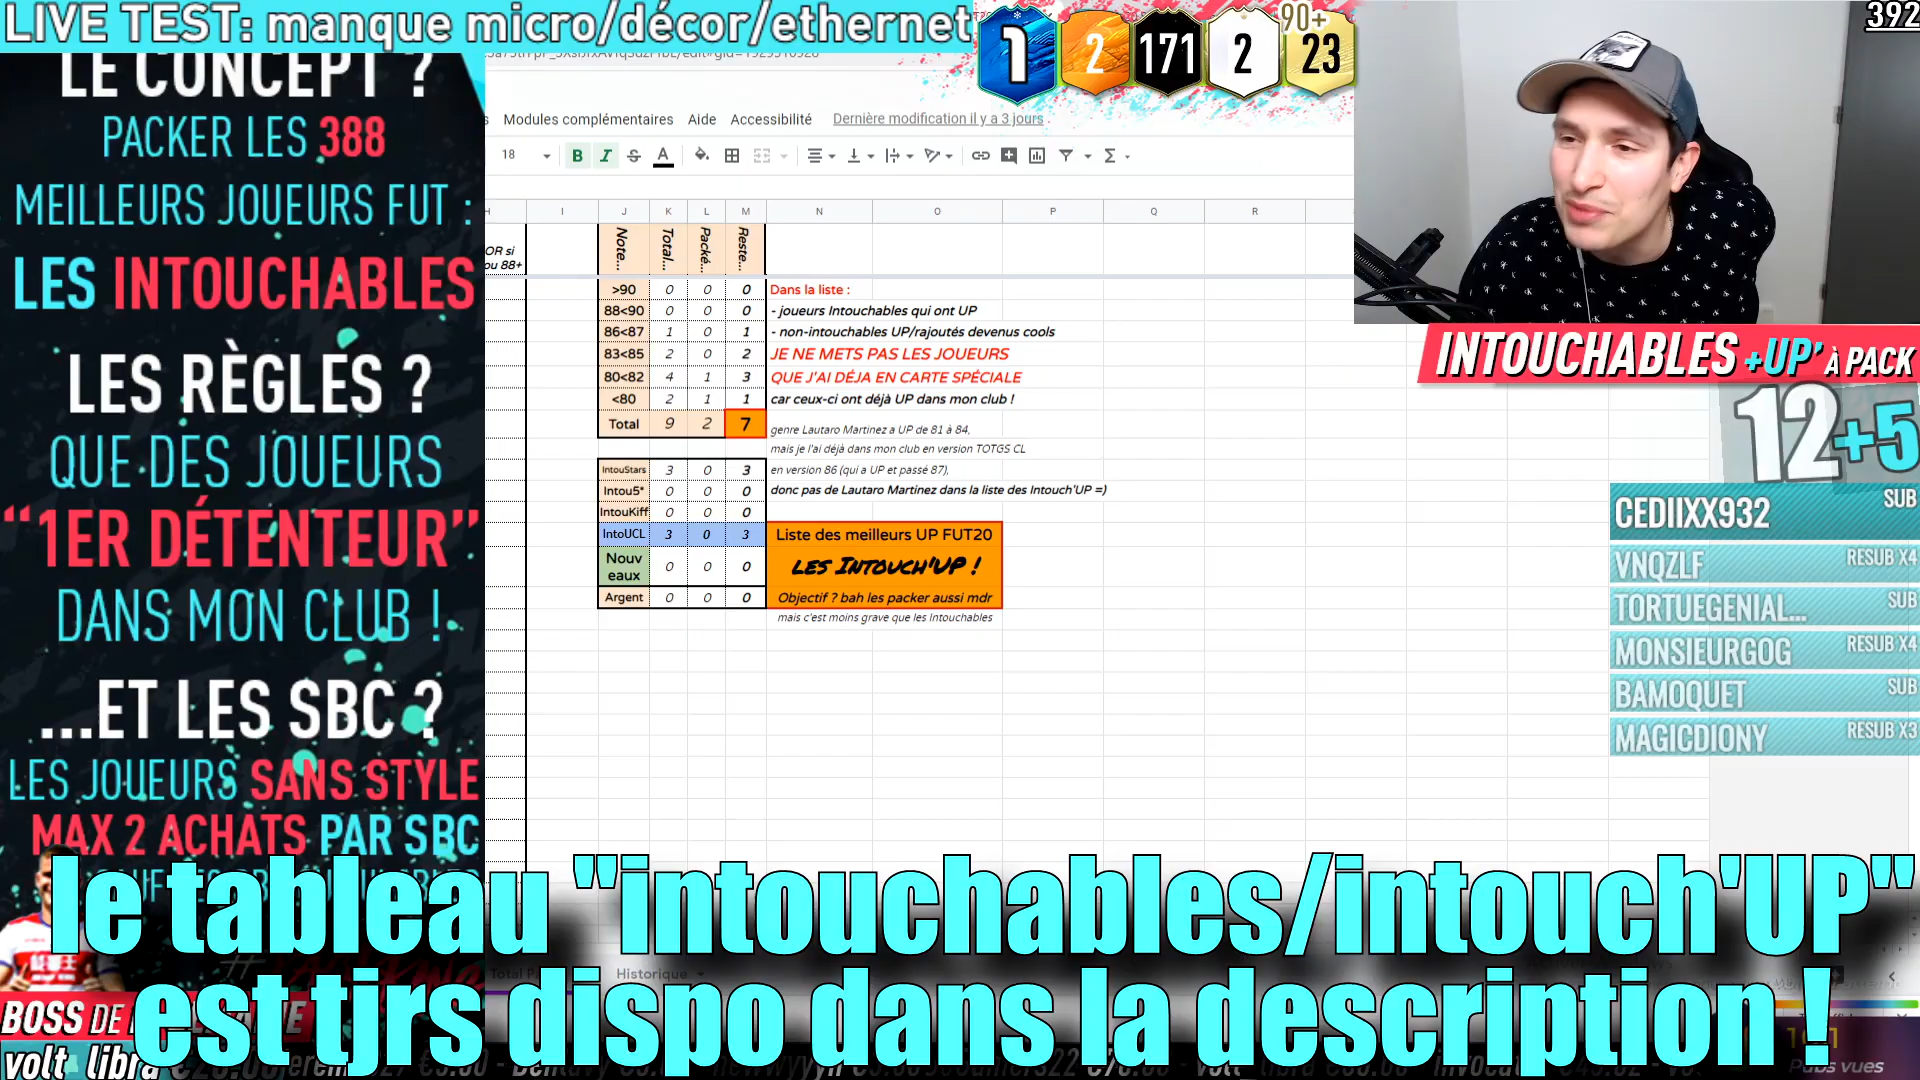 LIVE TEST: manque micro/décor/ethernet
1
2
171
2
90+
23
392
LE CONCEPT ?
PACKER LES 388
MEILLEURS JOUEURS FUT :
LES INTOUCHABLES
LES RÈGLES ?
QUE DES JOUEURS
"1ER DÉTENTEUR"
DANS MON CLUB !
...ET LES SBC ?
LES JOUEURS SANS STYLE
MAX 2 ACHATS PAR SBC
Modules complémentaires Aide Accessibilité Dernière modification il y a 3 jours
18 B I S A
H I J K L M N O P Q R
OR si
ou 88+
Note... Total... Packé... Reste...
>90 0 0 0 Dans la liste :
88<90 0 0 0 - joueurs Intouchables qui ont UP
86<87 1 0 1 - non-intouchables UP/rajoutés devenus cools
83<85 2 0 2 JE NE METS PAS LES JOUEURS
80<82 4 1 3 QUE J'AI DÉJA EN CARTE SPÉCIALE
<80 2 1 1 car ceux-ci ont déjà UP dans mon club !
Total 9 2 7 genre Lautaro Martinez a UP de 81 à 84,
mais je l'ai déjà dans mon club en version TOTGS CL
IntouStars 3 0 3 en version 86 (qui a UP et passé 87),
Intou5* 0 0 0 donc pas de Lautaro Martinez dans la liste des Intouch'UP =)
IntouKiff 0 0 0
IntoUCL 3 0 3 Liste des meilleurs UP FUT20
Nouv
eaux 0 0 0 LES INTOUCH'UP !
Argent 0 0 0 Objectif ? bah les packer aussi mdr
mais c'est moins grave que les Intouchables
INTOUCHABLES +UP' À PACK
12+5
CEDIIXX932 SUB
VNQZLF RESUB X4
TORTUEGENIAL... SUB
MONSIEURGOG RESUB X4
BAMOQUET SUB
MAGICDIONY RESUB X3
le tableau "intouchables/intouch'UP"
Historique
est tjrs dispo dans la description !
BOSS DE
volt_libra
Pubs vues